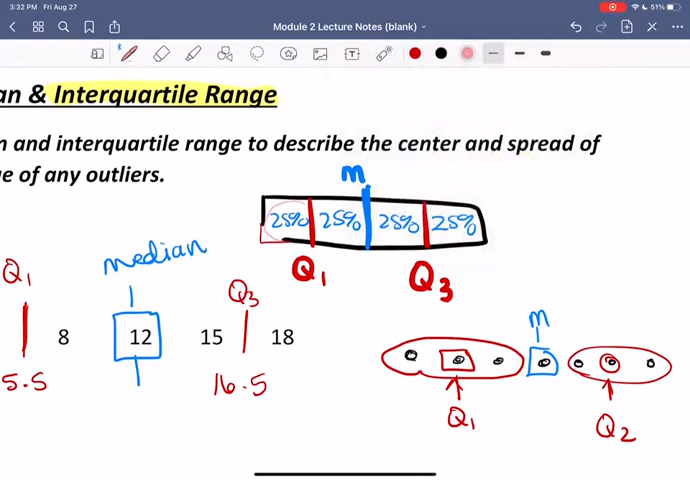 3:32 PM Fri Aug 27
51%
Module 2 Lecture Notes (blank)
an & Interquartile Range
n and interquartile range to describe the center and spread of
e of any outliers.
m
25% 25% 25% 25%
Q1 Q3
median
Q1
Q3
8 12 15 18
5.5 16.5
m
Q1 Q2